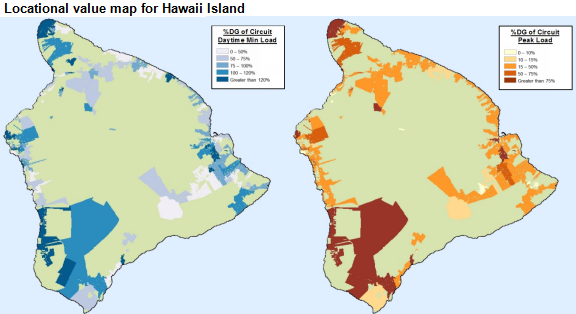 Locational value map for Hawaii Island
%DG of Circuit
Daytime Min Load
0 – 50%
50 – 75%
75 – 100%
100 – 120%
Greater than 120%
%DG of Circuit
Peak Load
0 – 10%
10 – 15%
15 – 50%
50 – 75%
Greater than 75%